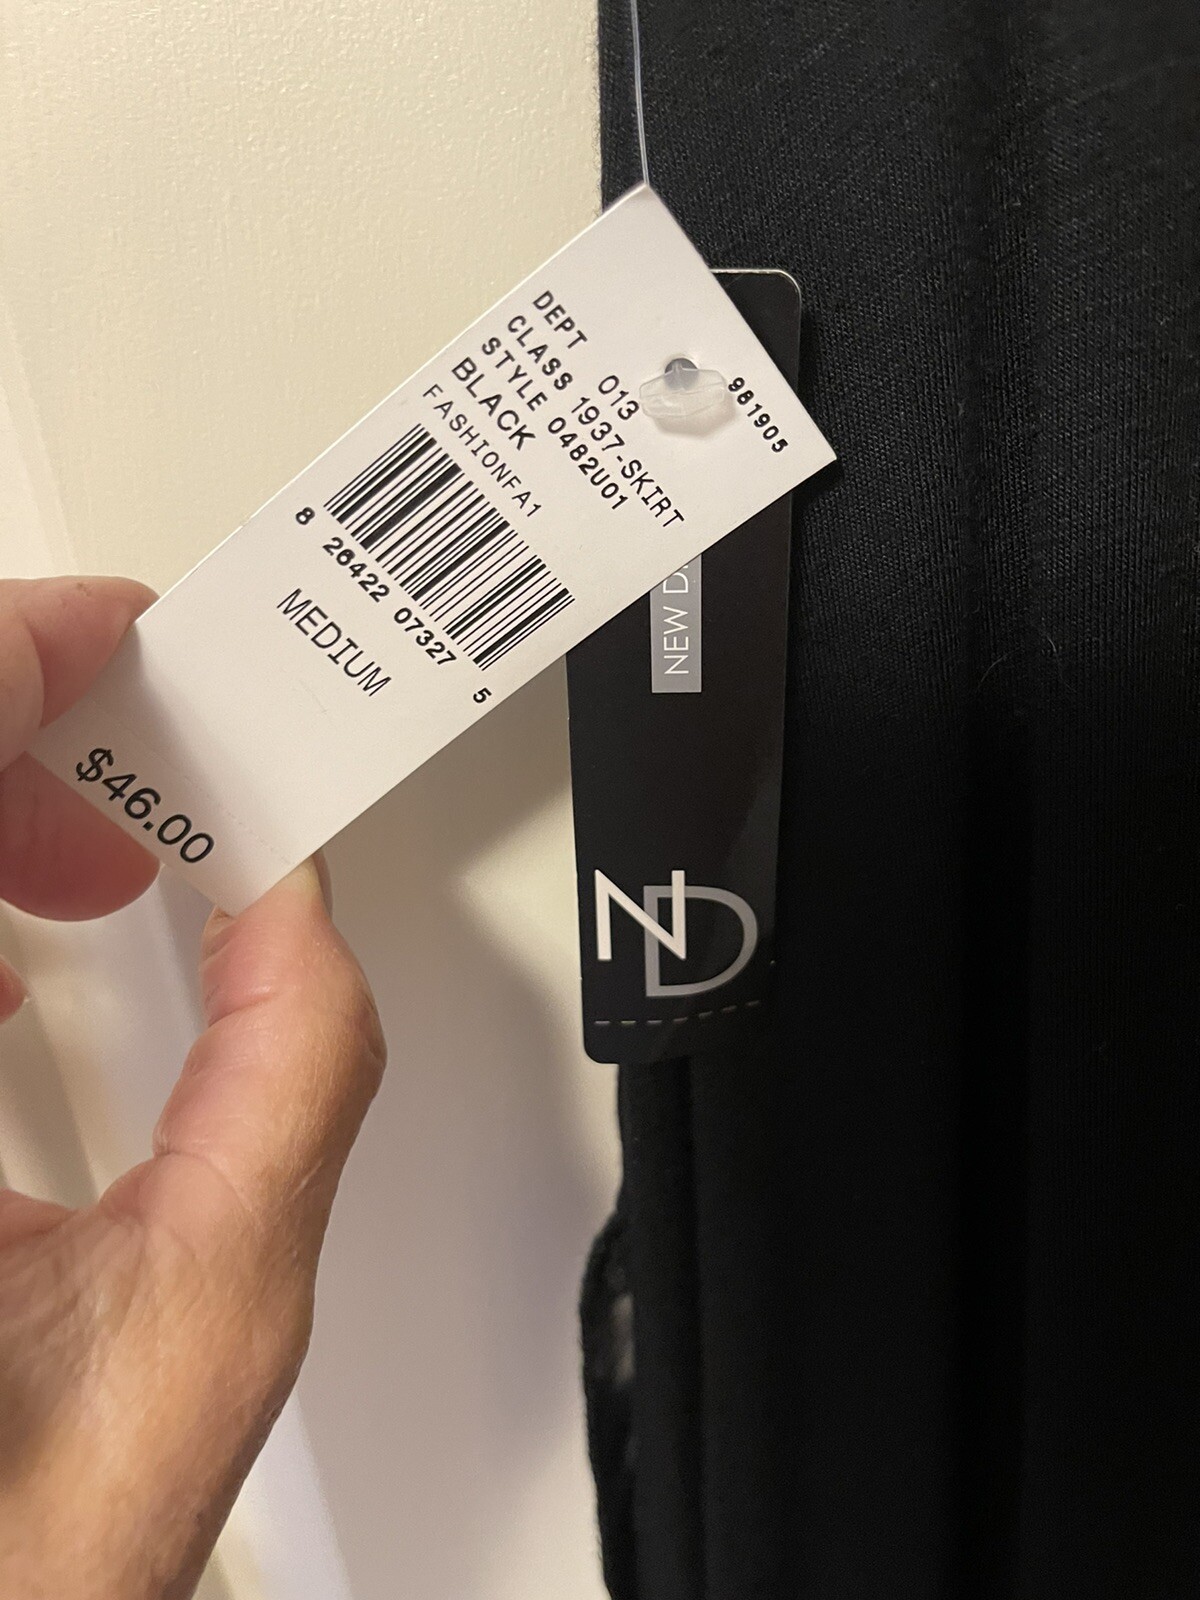 981905
DEPT 013
CLASS 1937-SKIRT
STYLE 0482U01
BLACK
FASHIONFA1
8 26422 07327 5
MEDIUM
$46.00
NEW
ND